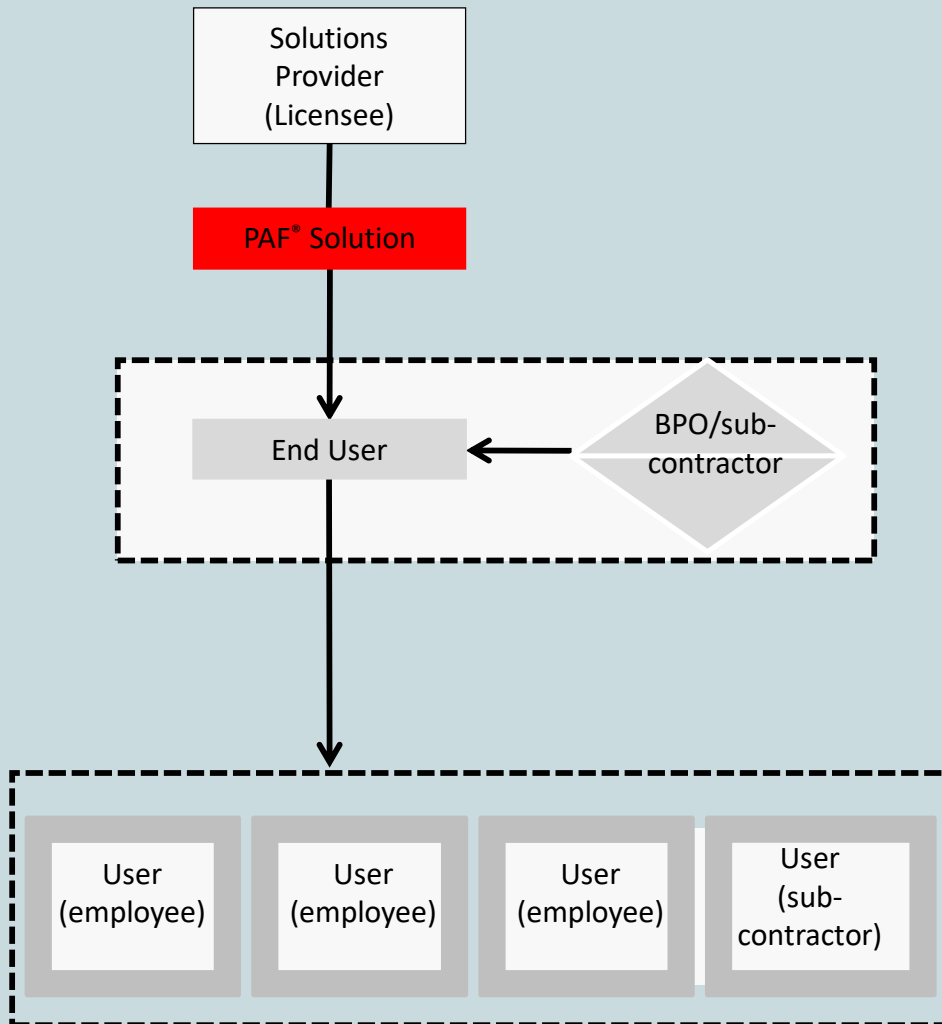 Solutions
Provider
(Licensee)
PAF® Solution
End User
BPO/sub-
contractor
User
(employee)
User
(employee)
User
(employee)
User
(sub-
contractor)